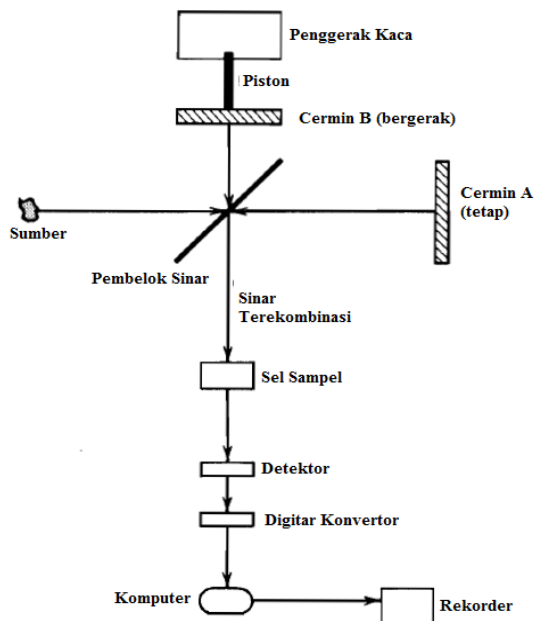 Penggerak Kaca
Piston
Cermin B (bergerak)
Cermin A
(tetap)
Sumber
Pembelok Sinar
Sinar
Terekombinasi
Sel Sampel
Detektor
Digitar Konvertor
Komputer
Rekorder